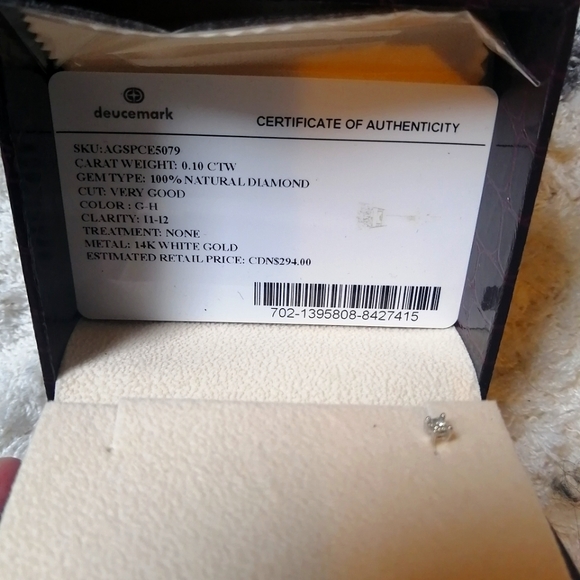 deucemark
CERTIFICATE OF AUTHENTICITY
SKU:AGSPCE5079
CARAT WEIGHT: 0.10 CTW
GEM TYPE: 100% NATURAL DIAMOND
CUT: VERY GOOD
COLOR : G-H
CLARITY: I1-I2
TREATMENT: NONE
METAL: 14K WHITE GOLD
ESTIMATED RETAIL PRICE: CDN$294.00
702-1395808-8427415